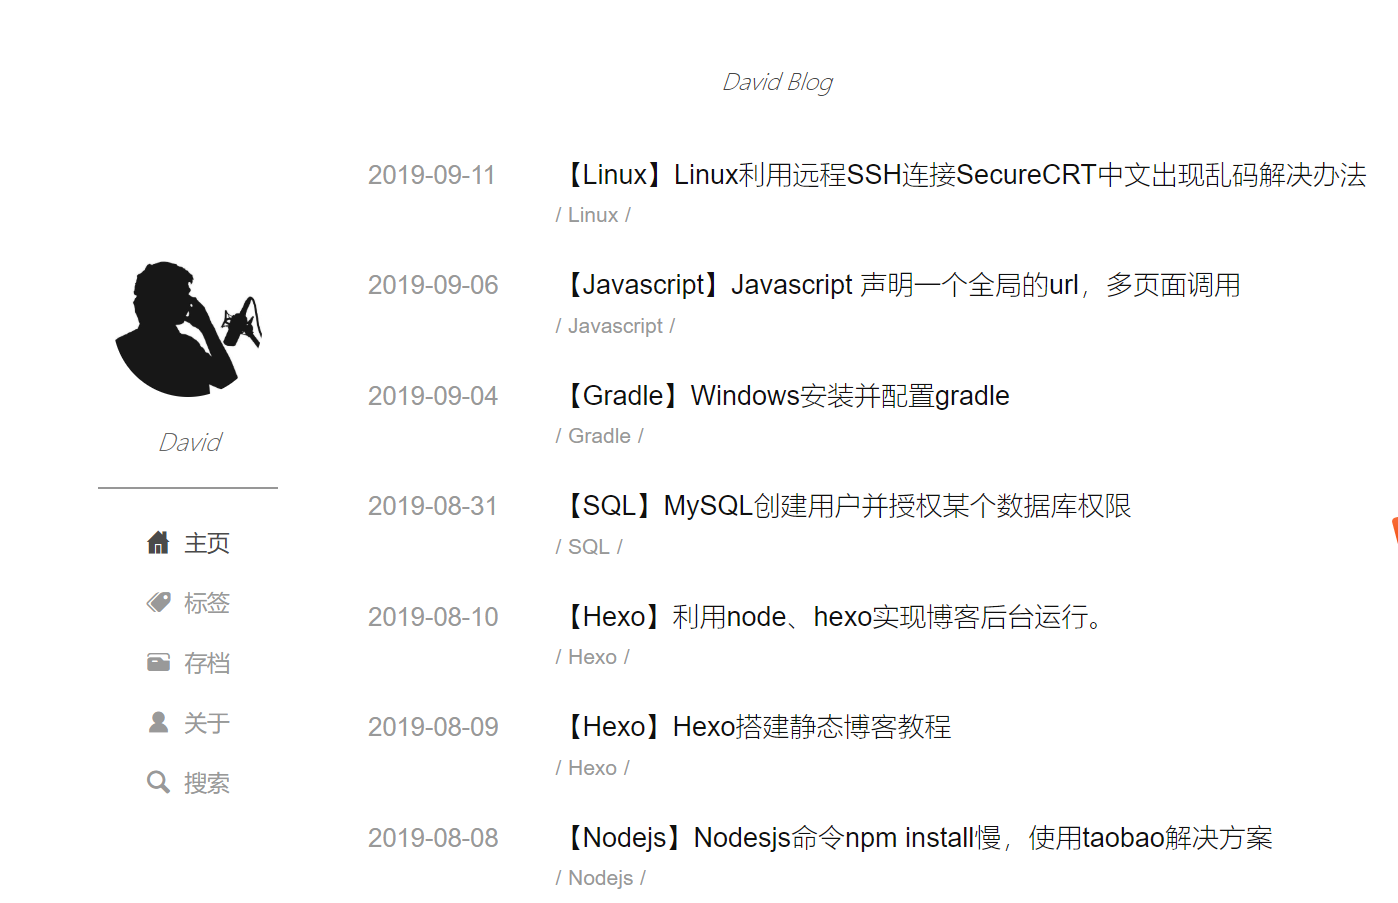 David Blog
David
主页
标签
存档
关于
搜索
2019-09-11
【Linux】Linux利用远程SSH连接SecureCRT中文出现乱码解决办法
/ Linux /
2019-09-06
【Javascript】Javascript 声明一个全局的url，多页面调用
/ Javascript /
2019-09-04
【Gradle】Windows安装并配置gradle
/ Gradle /
2019-08-31
【SQL】MySQL创建用户并授权某个数据库权限
/ SQL /
2019-08-10
【Hexo】利用node、hexo实现博客后台运行。
/ Hexo /
2019-08-09
【Hexo】Hexo搭建静态博客教程
/ Hexo /
2019-08-08
【Nodejs】Nodesjs命令npm install慢，使用taobao解决方案
/ Nodejs /